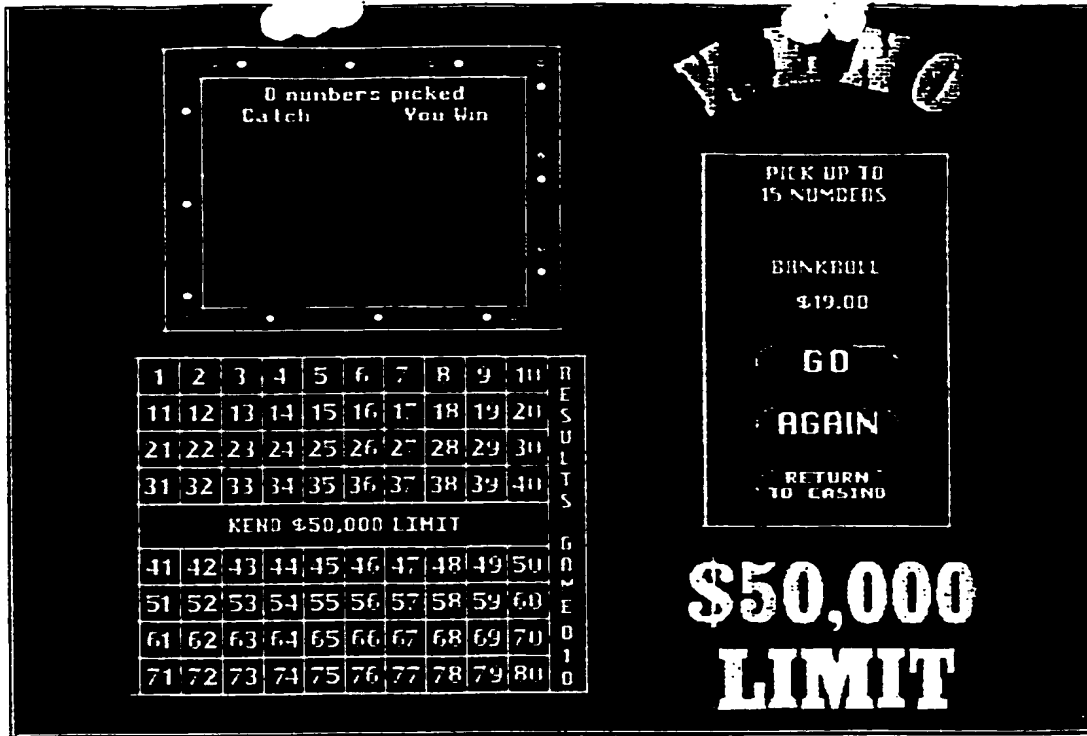 0 numbers picked
Catch You Win
1 2 3 4 5 6 7 8 9 10
11 12 13 14 15 16 17 18 19 20
21 22 23 24 25 26 27 28 29 30
31 32 33 34 35 36 37 38 39 40
KENO $50,000 LIMIT
41 42 43 44 45 46 47 48 49 50
51 52 53 54 55 56 57 58 59 60
61 62 63 64 65 66 67 68 69 70
71 72 73 74 75 76 77 78 79 80
RESULTS GAME 010
PICK UP TO
15 NUMBERS
BANKROLL
$19.00
GO
AGAIN
RETURN
TO CASINO
$50,000
LIMIT